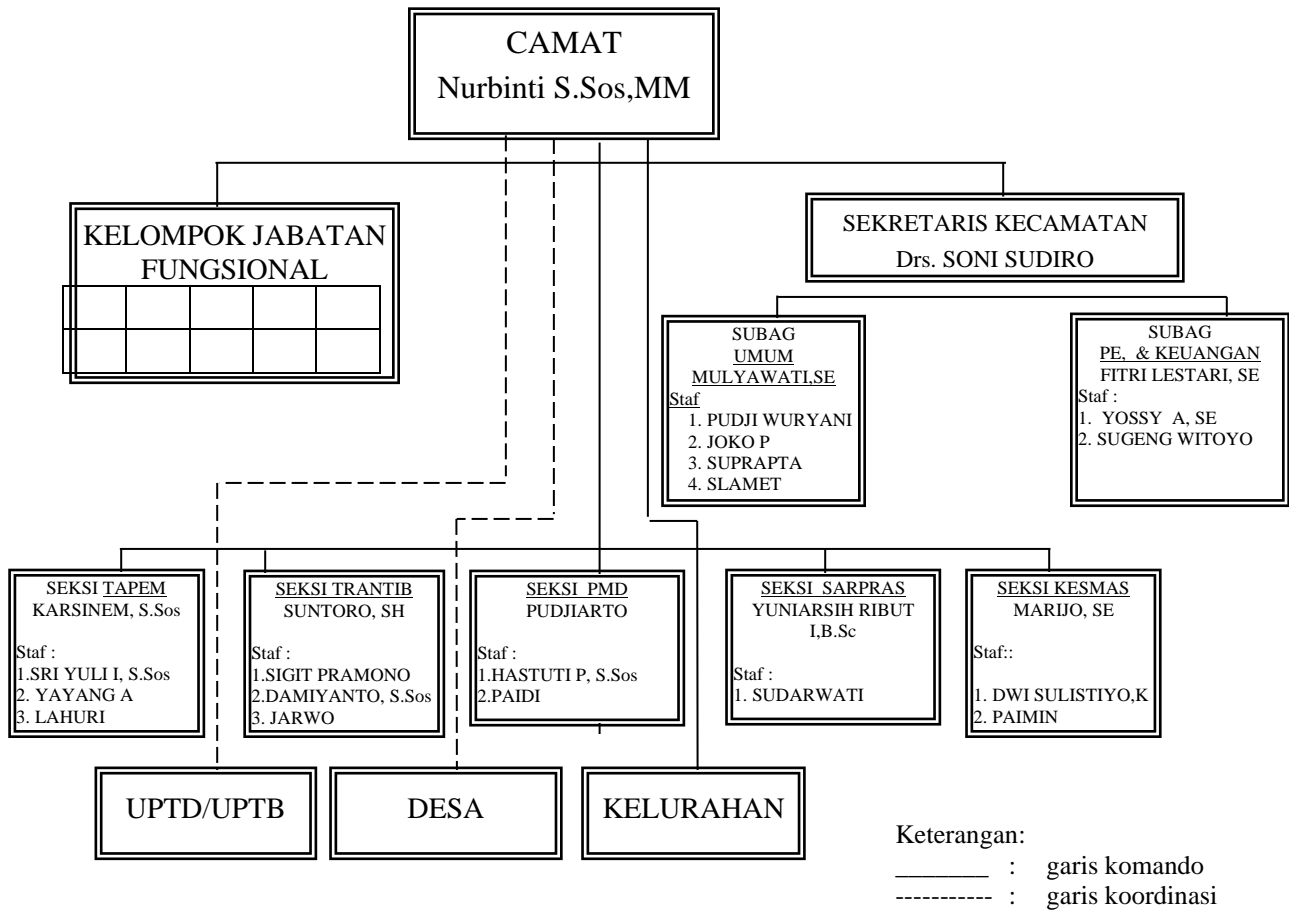 CAMAT
Nurbinti S.Sos,MM
KELOMPOK JABATAN
FUNGSIONAL
SEKRETARIS KECAMATAN
Drs. SONI SUDIRO
SUBAG
UMUM
MULYAWATI,SE
Staf
1. PUDJI WURYANI
2. JOKO P
3. SUPRAPTA
4. SLAMET
SUBAG
PE, & KEUANGAN
FITRI LESTARI, SE
Staf :
1. YOSSY A, SE
2. SUGENG WITOYO
SEKSI TAPEM
KARSINEM, S.Sos
Staf :
1.SRI YULI I, S.Sos
2. YAYANG A
3. LAHURI
SEKSI TRANTIB
SUNTORO, SH
Staf :
1.SIGIT PRAMONO
2.DAMIYANTO, S.Sos
3. JARWO
SEKSI PMD
PUDJIARTO
Staf :
1.HASTUTI P, S.Sos
2.PAIDI
SEKSI SARPRAS
YUNIARSIH RIBUT
I,B.Sc
Staf :
1. SUDARWATI
SEKSI KESMAS
MARIJO, SE
Staf::
1. DWI SULISTIYO,K
2. PAIMIN
UPTD/UPTB
DESA
KELURAHAN
Keterangan:
_______ : garis komando
----------- : garis koordinasi